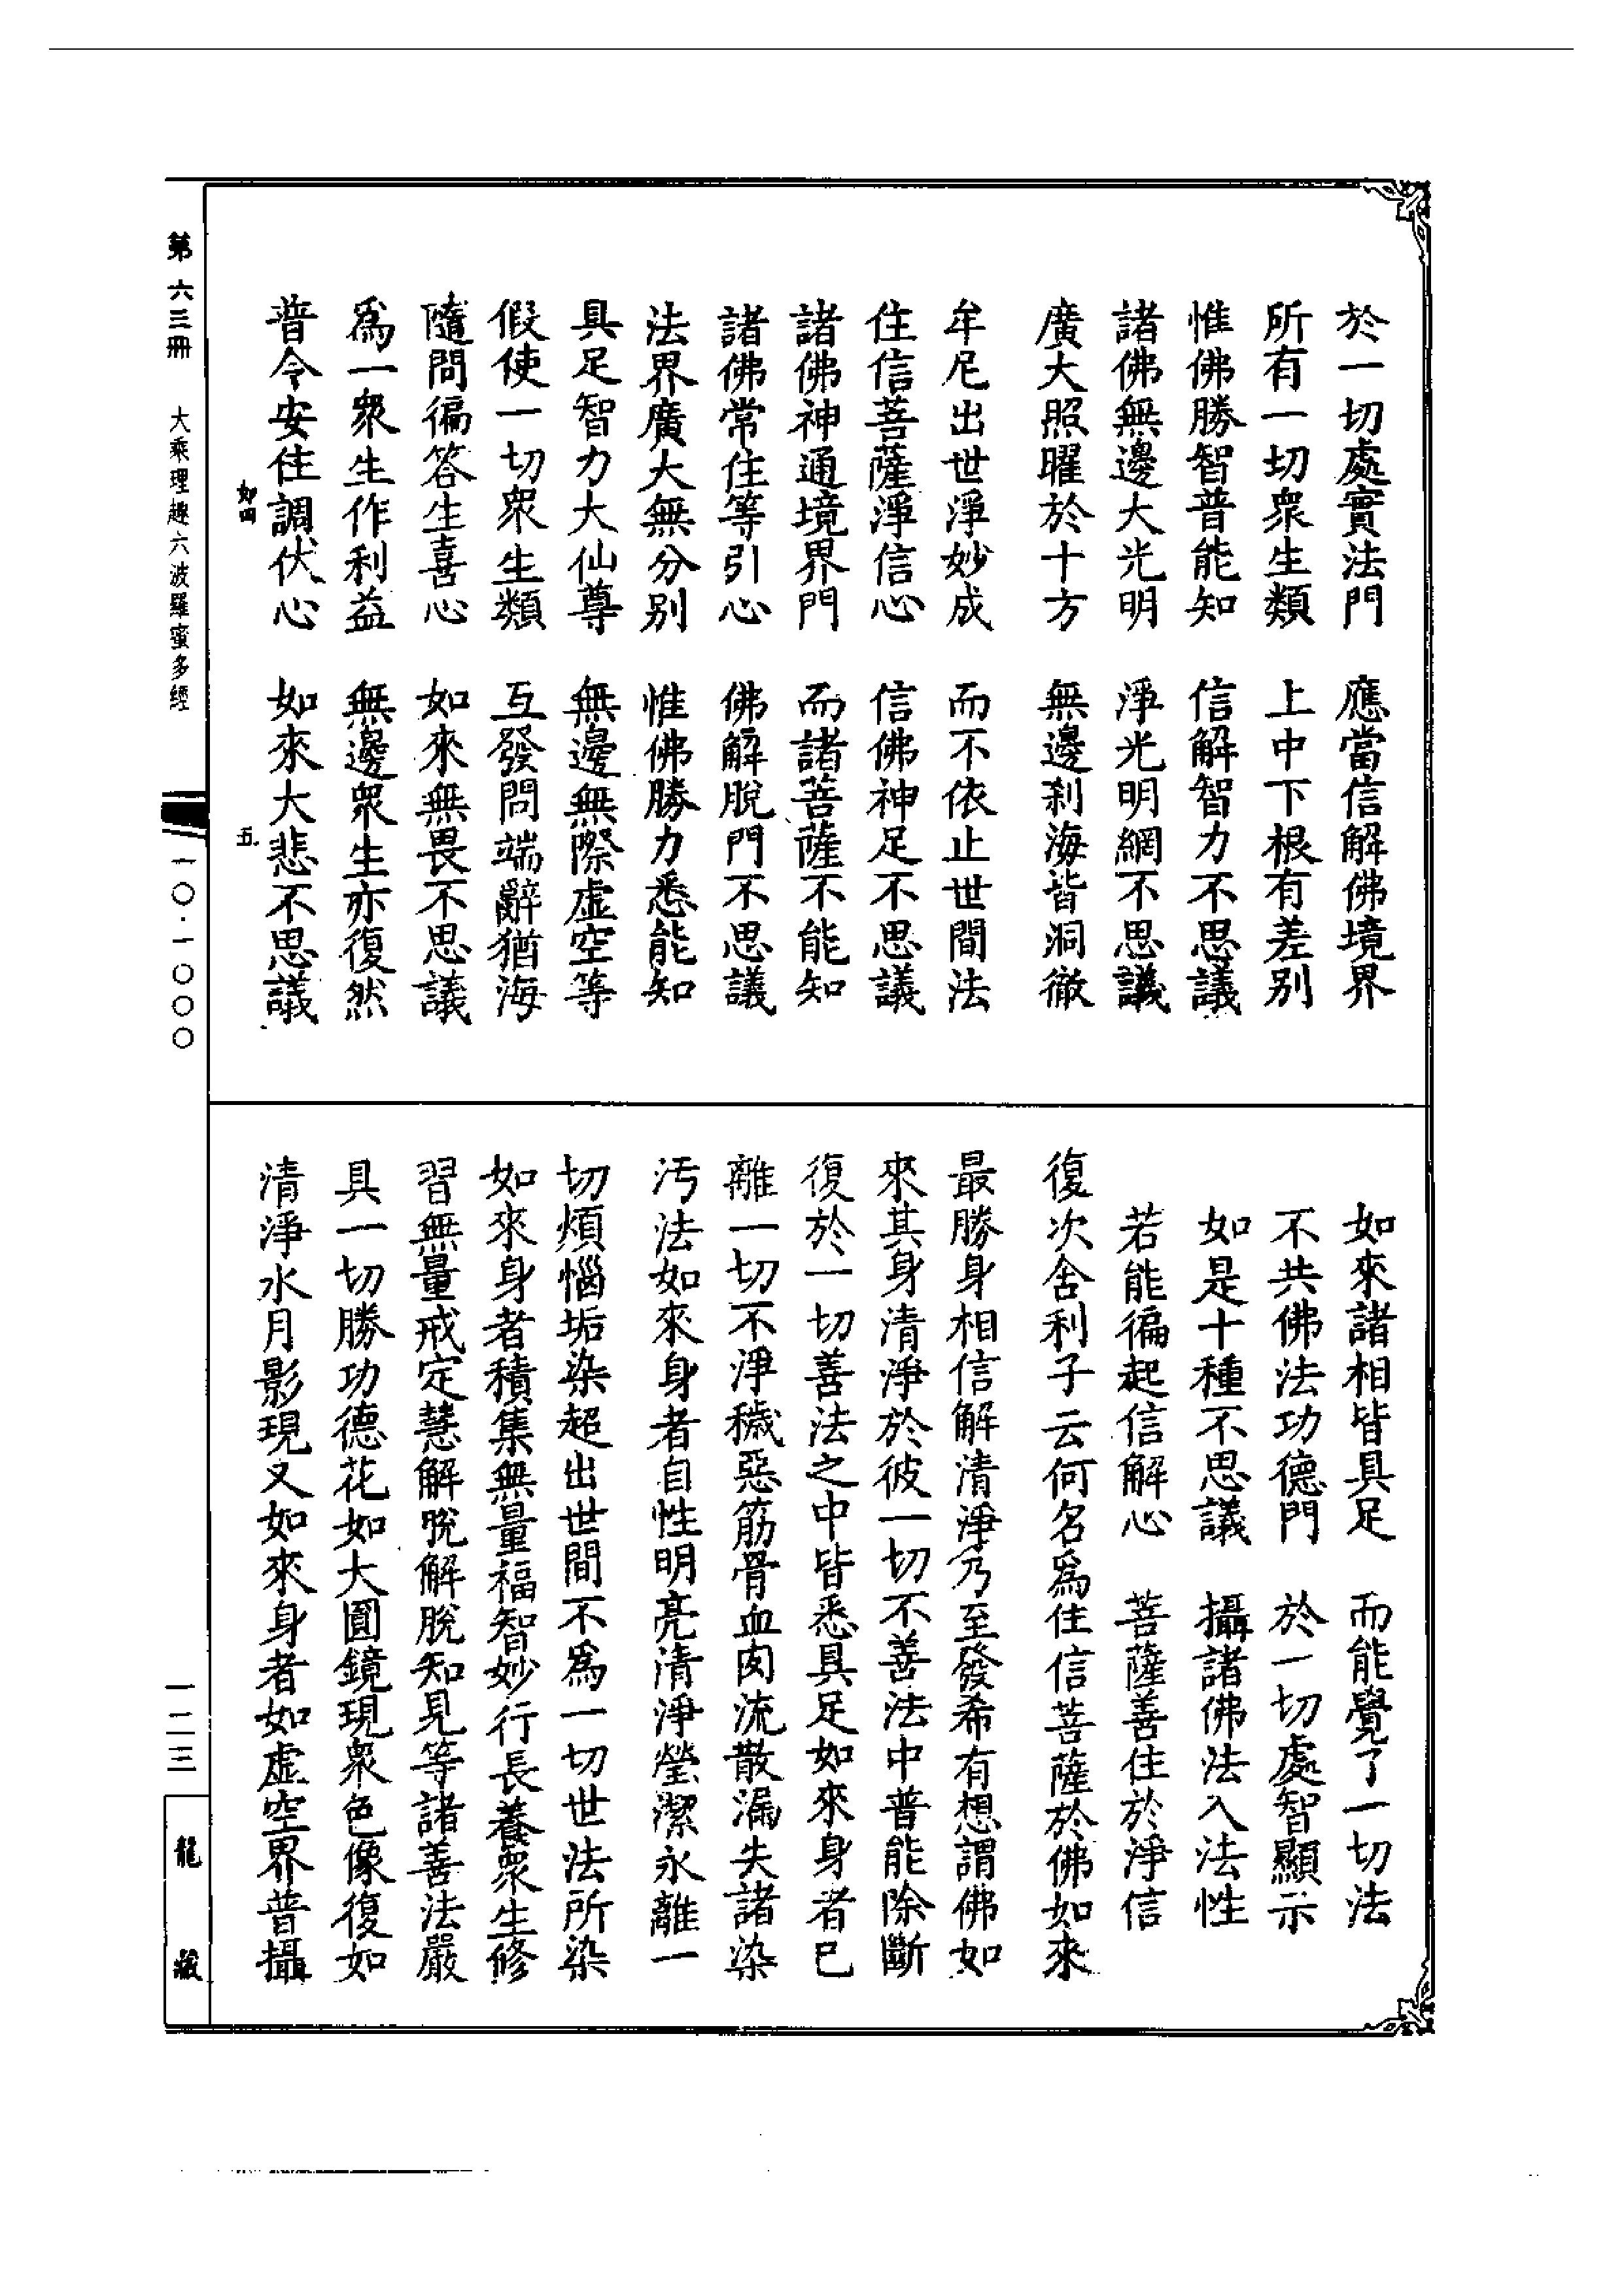 於一切處實法門　應當信解佛境界
所有一切衆生類　上中下根有差別
惟佛勝智普能知　信解智力不思議
諸佛無邊大光明　淨光明網不思議
廣大照曜於十方　無邊刹海皆洞徹
牟尼出世淨妙成　而不依止世間法
住信菩薩淨信心　信佛神足不思議
諸佛神通境界門　而諸菩薩不能知
諸佛常住等引心　佛解脫門不思議
法界廣大無分別　惟佛勝力悉能知
具足智力大仙尊　無邊無際虛空等
假使一切衆生類　互發問端辭猶海
隨問徧答生喜心　如來無畏不思議
爲一衆生作利益　無邊衆生亦復然
普令安住調伏心　如來大悲不思議
如四　五
如來諸相皆具足　而能覺了一切法
不共佛法功德門　於一切處智顯示
如是十種不思議　攝諸佛法入法性
若能徧起信解心　菩薩善住於淨信
復次舍利子云何名爲住信菩薩於佛如來
最勝身相信解清淨乃至發希有想謂佛如
來其身清淨於彼一切不善法中普能除斷
復於一切善法之中皆悉具足如來身者已
離一切不淨穢惡筋骨血肉流散漏失諸染
汚法如來身者自性明亮清淨瑩潔永離一
切煩惱垢染超出世間不爲一切世法所染
如來身者積集無量福智妙行長養衆生修
習無量戒定慧解脫解脫知見等諸善法嚴
具一切勝功德花如大圓鏡現衆色像復如
清淨水月影現又如來身者如虛空界普攝
第六三冊　大乘理趣六波羅蜜多經　一〇·一〇〇〇
一二三
龍藏